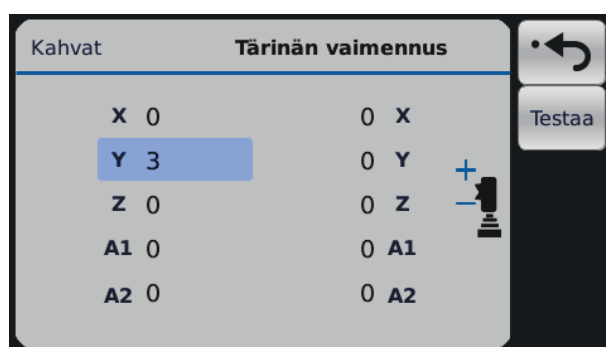 Kahvat Tärinän vaimennus
Testaa
X 0 0 X
Y 3 0 Y
Z 0 0 Z
A1 0 0 A1
A2 0 0 A2